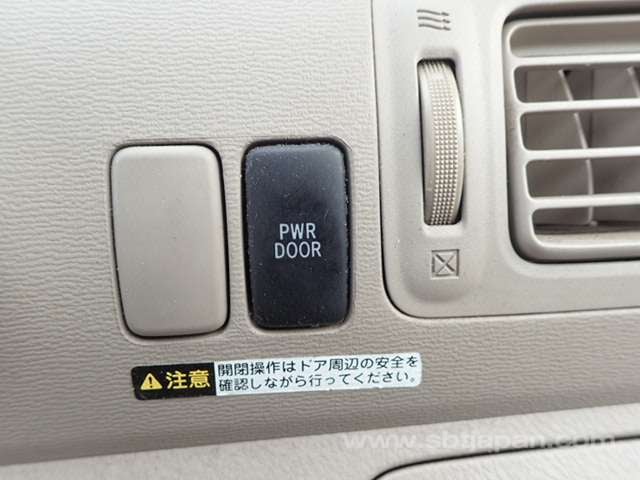 PWR
DOOR
注意
開閉操作はドア周辺の安全を
確認しながら行ってください。
www.sbtjapan.com